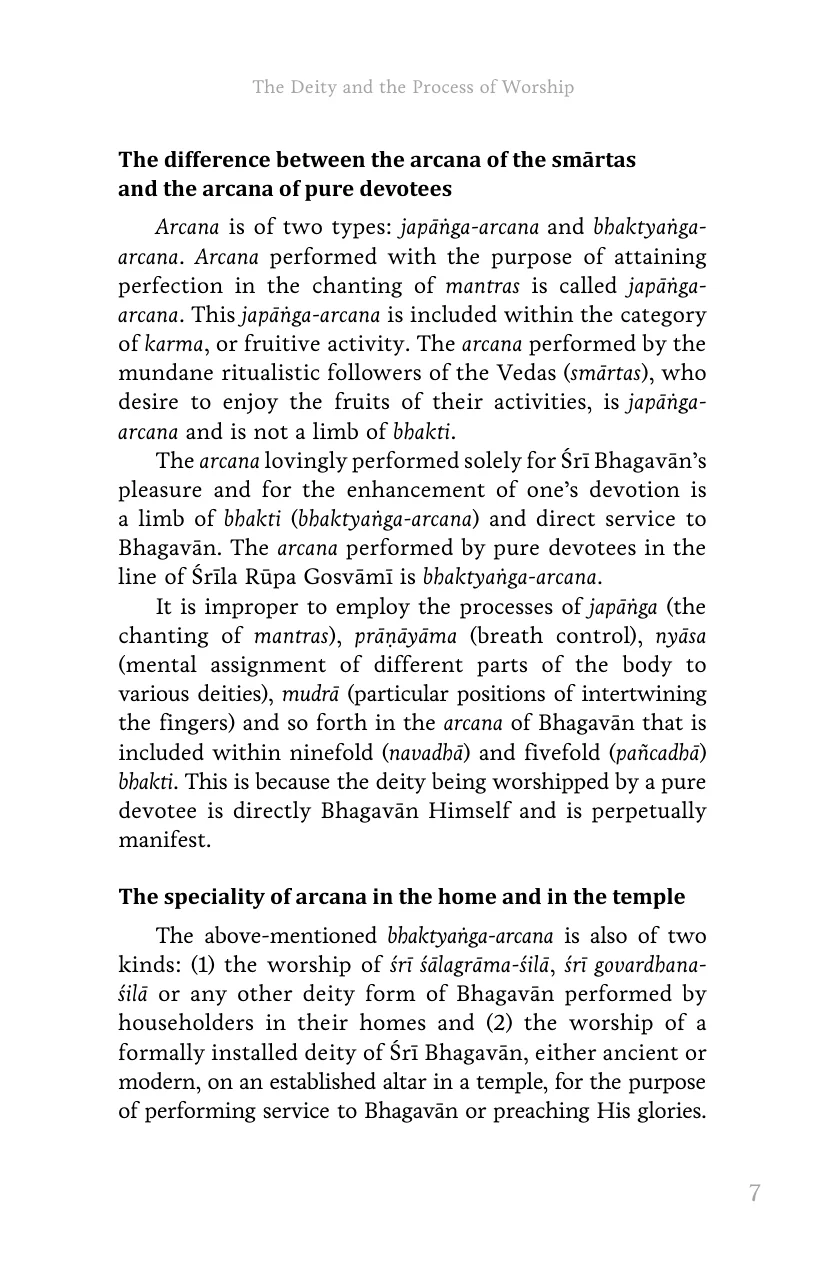 The Deity and the Process of Worship
The difference between the arcana of the smārtas
and the arcana of pure devotees
Arcana is of two types: japāṅga-arcana and bhaktyaṅga-
arcana. Arcana performed with the purpose of attaining
perfection in the chanting of mantras is called japāṅga-
arcana. This japāṅga-arcana is included within the category
of karma, or fruitive activity. The arcana performed by the
mundane ritualistic followers of the Vedas (smārtas), who
desire to enjoy the fruits of their activities, is japāṅga-
arcana and is not a limb of bhakti.
The arcana lovingly performed solely for Śrī Bhagavān’s
pleasure and for the enhancement of one’s devotion is
a limb of bhakti (bhaktyaṅga-arcana) and direct service to
Bhagavān. The arcana performed by pure devotees in the
line of Śrīla Rūpa Gosvāmī is bhaktyaṅga-arcana.
It is improper to employ the processes of japāṅga (the
chanting of mantras), prāṇāyāma (breath control), nyāsa
(mental assignment of different parts of the body to
various deities), mudrā (particular positions of intertwining
the fingers) and so forth in the arcana of Bhagavān that is
included within ninefold (navadhā) and fivefold (pañcadhā)
bhakti. This is because the deity being worshipped by a pure
devotee is directly Bhagavān Himself and is perpetually
manifest.
The speciality of arcana in the home and in the temple
The above-mentioned bhaktyaṅga-arcana is also of two
kinds: (1) the worship of śrī śālagrāma-śilā, śrī govardhana-
śilā or any other deity form of Bhagavān performed by
householders in their homes and (2) the worship of a
formally installed deity of Śrī Bhagavān, either ancient or
modern, on an established altar in a temple, for the purpose
of performing service to Bhagavān or preaching His glories.
7